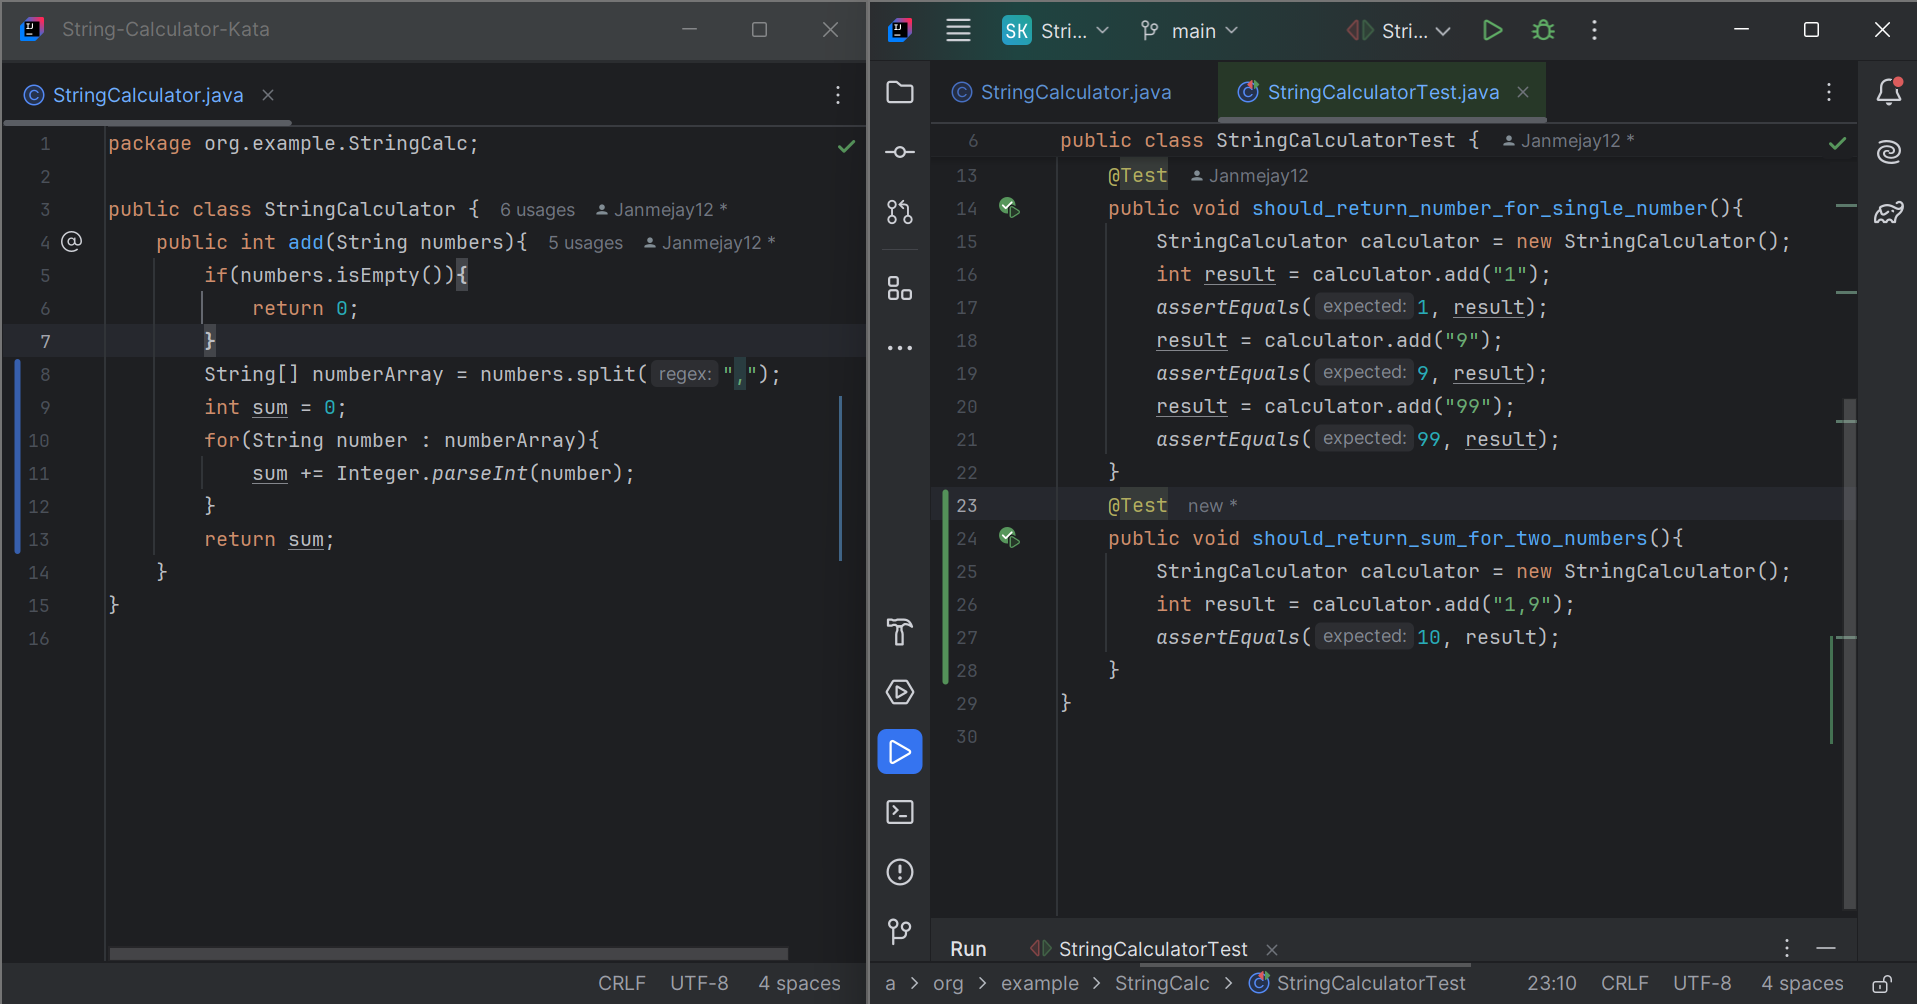 String-Calculator-Kata
StringCalculator.java
1 package org.example.StringCalc;
2
3 public class StringCalculator { 6 usages Janmejay12 *
4 @ public int add(String numbers){ 5 usages Janmejay12 *
5 if(numbers.isEmpty()){
6 return 0;
7 }
8 String[] numberArray = numbers.split( regex: ",");
9 int sum = 0;
10 for(String number : numberArray){
11 sum += Integer.parseInt(number);
12 }
13 return sum;
14 }
15 }
16
CRLF UTF-8 4 spaces
SK Stri... main Stri...
StringCalculator.java StringCalculatorTest.java
6 public class StringCalculatorTest { Janmejay12 *
13 @Test Janmejay12
14 public void should_return_number_for_single_number(){
15 StringCalculator calculator = new StringCalculator();
16 int result = calculator.add("1");
17 assertEquals( expected: 1, result);
18 result = calculator.add("9");
19 assertEquals( expected: 9, result);
20 result = calculator.add("99");
21 assertEquals( expected: 99, result);
22 }
23 @Test new *
24 public void should_return_sum_for_two_numbers(){
25 StringCalculator calculator = new StringCalculator();
26 int result = calculator.add("1,9");
27 assertEquals( expected: 10, result);
28 }
29 }
30
Run StringCalculatorTest
a > org > example > StringCalc > StringCalculatorTest 23:10 CRLF UTF-8 4 spaces